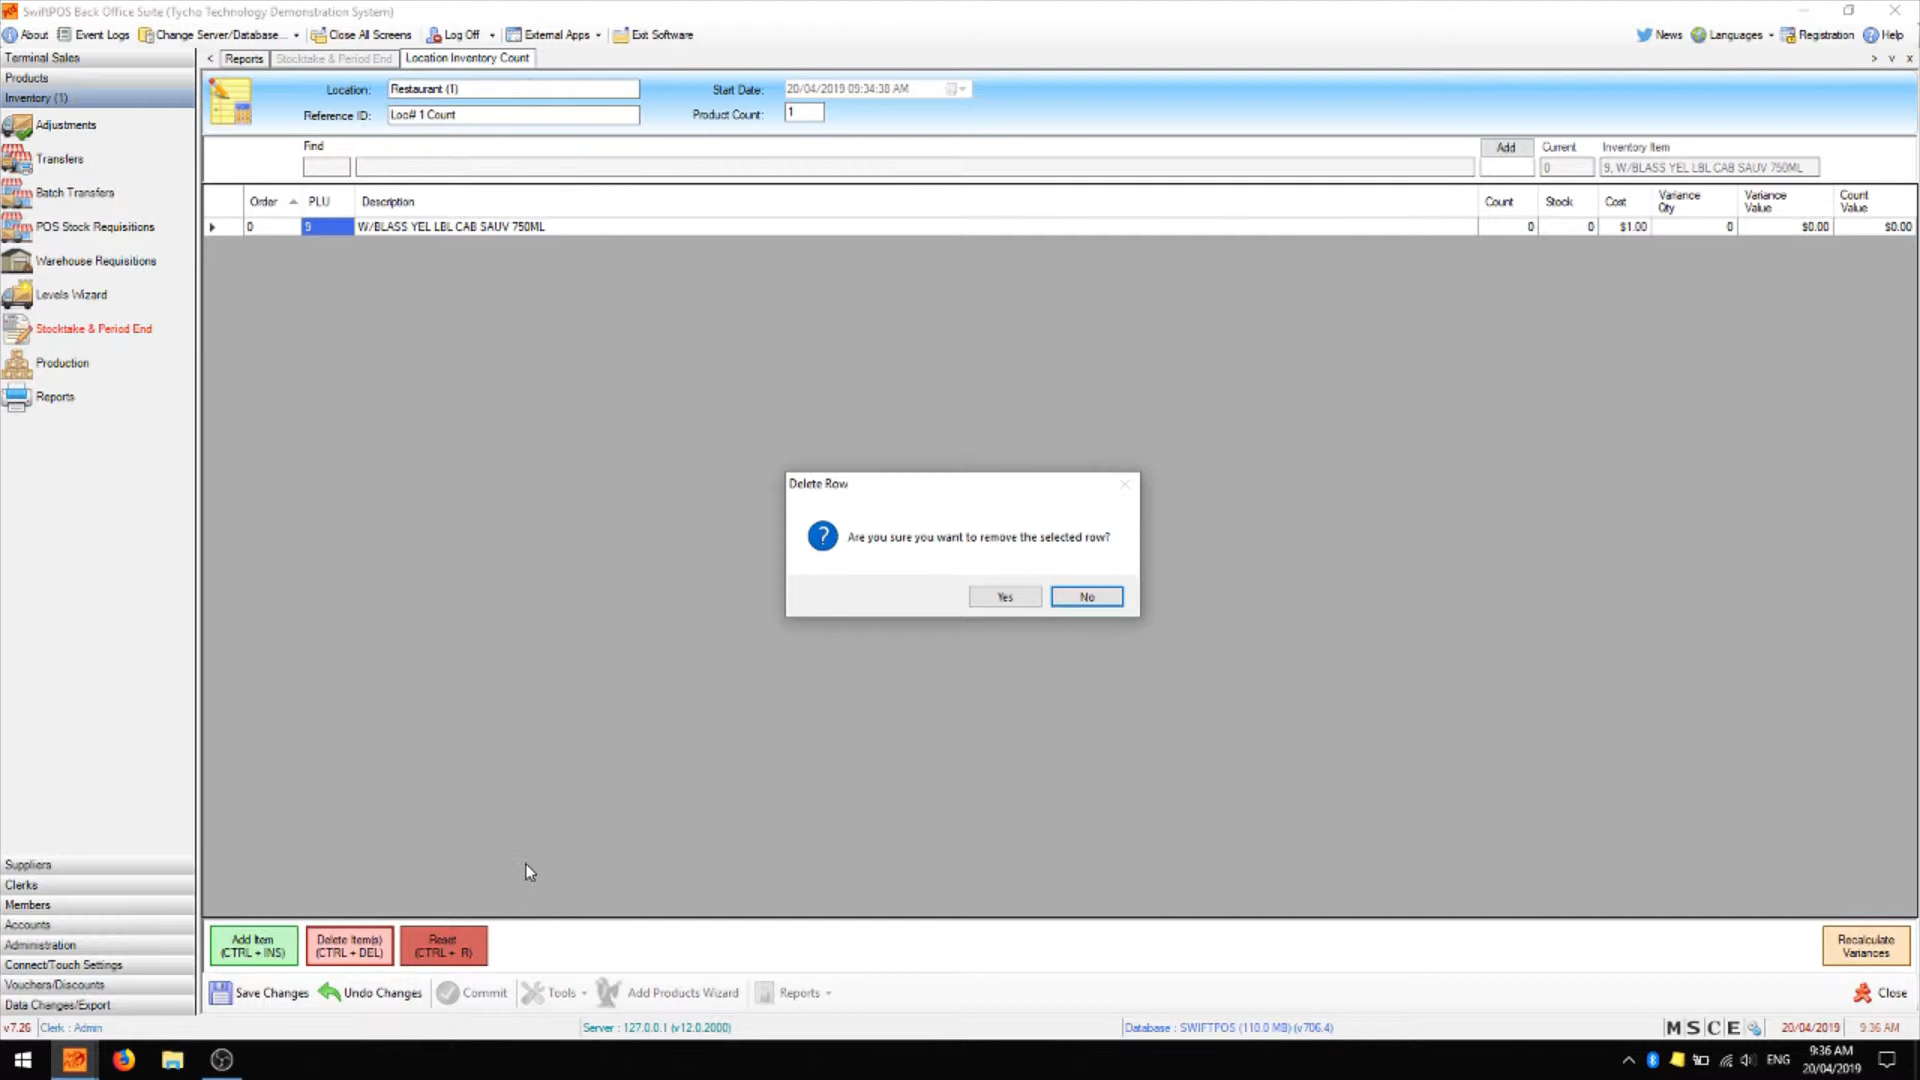 SwiftPOS Back Office Suite (Tycho Technology Demonstration System)
About Event Logs Change Server/Database... Close All Screens Log Off External Apps Exit Software News Languages Registration Help
Terminal Sales
Products
Inventory (1)
Adjustments
Transfers
Batch Transfers
POS Stock Requisitions
Warehouse Requisitions
Levels Wizard
Stocktake & Period End
Production
Reports
Suppliers
Clerks
Members
Accounts
Administration
Connect/Touch Settings
Vouchers/Discounts
Data Changes/Export
< Reports Stocktake & Period End Location Inventory Count > v x
Location: Restaurant (1) Start Date: 20/04/2019 09:34:38 AM
Reference ID: Loc# 1 Count Product Count: 1
Find Add Current Inventory Item
0 9, W/BLASS YEL LBL CAB SAUV 750ML
Order PLU Description Count Stock Cost Variance Qty Variance Value Count Value
0 9 W/BLASS YEL LBL CAB SAUV 750ML 0 0 $1.00 0 $0.00 $0.00
Delete Row
? Are you sure you want to remove the selected row?
Yes No
Add Item (CTRL + INS) Delete Item(s) (CTRL + DEL) Reset (CTRL + R) Recalculate Variances
Save Changes Undo Changes Commit Tools Add Products Wizard Reports Close
v7.26 Clerk : Admin Server : 127.0.0.1 (v12.0.2000) Database : SWIFTPOS (110.0 MB) (v706.4) M S C E 20/04/2019 9:36 AM
ENG 9:36 AM
20/04/2019